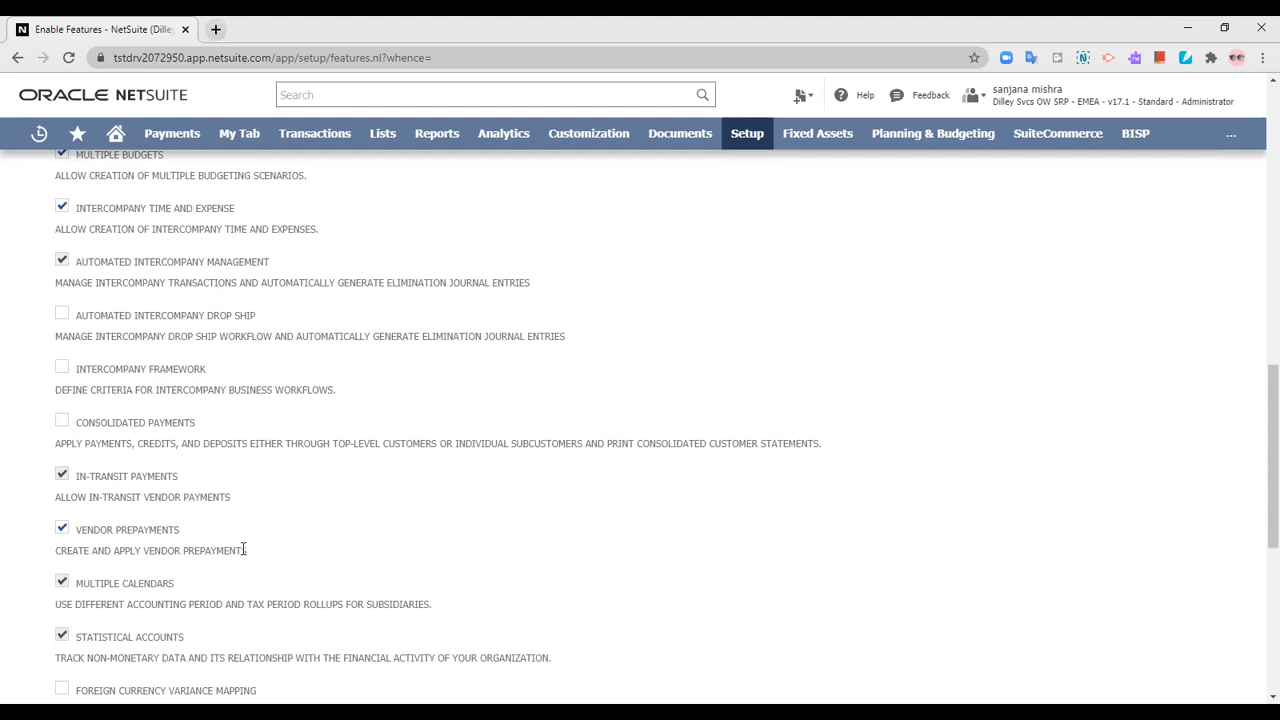 Enable Features - NetSuite (Dilley
tstdrv2072950.app.netsuite.com/app/setup/features.nl?whence=
ORACLE NETSUITE
Search
Help
Feedback
sanjana mishra
Dilley Svcs OW SRP - EMEA - v17.1 - Standard - Administrator
Payments My Tab Transactions Lists Reports Analytics Customization Documents Setup Fixed Assets Planning & Budgeting SuiteCommerce BISP ...
MULTIPLE BUDGETS
ALLOW CREATION OF MULTIPLE BUDGETING SCENARIOS.
INTERCOMPANY TIME AND EXPENSE
ALLOW CREATION OF INTERCOMPANY TIME AND EXPENSES.
AUTOMATED INTERCOMPANY MANAGEMENT
MANAGE INTERCOMPANY TRANSACTIONS AND AUTOMATICALLY GENERATE ELIMINATION JOURNAL ENTRIES
AUTOMATED INTERCOMPANY DROP SHIP
MANAGE INTERCOMPANY DROP SHIP WORKFLOW AND AUTOMATICALLY GENERATE ELIMINATION JOURNAL ENTRIES
INTERCOMPANY FRAMEWORK
DEFINE CRITERIA FOR INTERCOMPANY BUSINESS WORKFLOWS.
CONSOLIDATED PAYMENTS
APPLY PAYMENTS, CREDITS, AND DEPOSITS EITHER THROUGH TOP-LEVEL CUSTOMERS OR INDIVIDUAL SUBCUSTOMERS AND PRINT CONSOLIDATED CUSTOMER STATEMENTS.
IN-TRANSIT PAYMENTS
ALLOW IN-TRANSIT VENDOR PAYMENTS
VENDOR PREPAYMENTS
CREATE AND APPLY VENDOR PREPAYMENTS
MULTIPLE CALENDARS
USE DIFFERENT ACCOUNTING PERIOD AND TAX PERIOD ROLLUPS FOR SUBSIDIARIES.
STATISTICAL ACCOUNTS
TRACK NON-MONETARY DATA AND ITS RELATIONSHIP WITH THE FINANCIAL ACTIVITY OF YOUR ORGANIZATION.
FOREIGN CURRENCY VARIANCE MAPPING